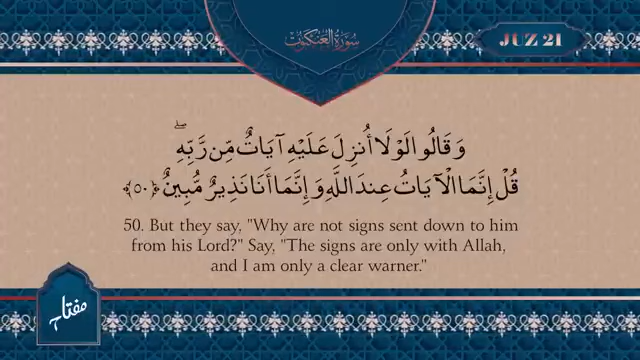 سورة العنكبوت
JUZ 21
وَقَالُوا لَوْلَا أُنزِلَ عَلَيْهِ آيَاتٌ مِّن رَّبِّهِ ۖ
قُلْ إِنَّمَا الْآيَاتُ عِندَ اللَّهِ وَإِنَّمَا أَنَا نَذِيرٌ مُّبِينٌ ﴿٥٠﴾
50. But they say, "Why are not signs sent down to him
from his Lord?" Say, "The signs are only with Allah,
and I am only a clear warner."
مفتاح